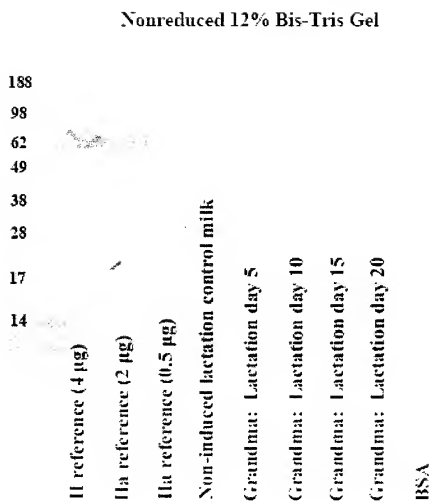 Nonreduced 12% Bis-Tris Gel
188
98
62
49
38
28
17
14
II reference (4 µg)
IIa reference (2 µg)
IIa reference (0.5 µg)
Non-induced lactation control milk
Grandma: Lactation day 5
Grandma: Lactation day 10
Grandma: Lactation day 15
Grandma: Lactation day 20
BSA